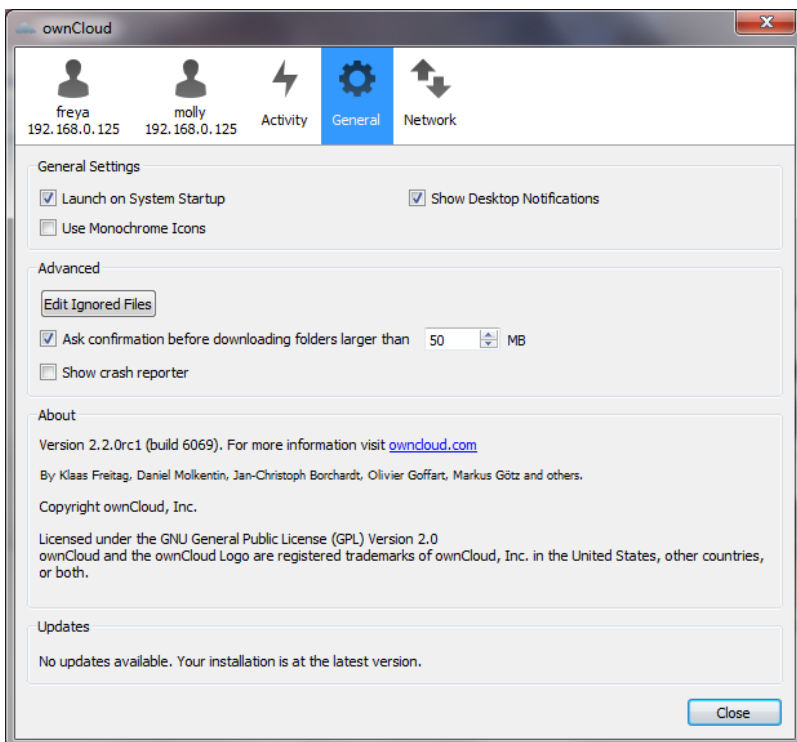 ownCloud
freya
192.168.0.125
molly
192.168.0.125
Activity
General
Network
General Settings
Launch on System Startup
Show Desktop Notifications
Use Monochrome Icons
Advanced
Edit Ignored Files
Ask confirmation before downloading folders larger than 50 MB
Show crash reporter
About
Version 2.2.0rc1 (build 6069). For more information visit owncloud.com
By Klaas Freitag, Daniel Molkentin, Jan-Christoph Borchardt, Olivier Goffart, Markus Götz and others.
Copyright ownCloud, Inc.
Licensed under the GNU General Public License (GPL) Version 2.0
ownCloud and the ownCloud Logo are registered trademarks of ownCloud, Inc. in the United States, other countries,
or both.
Updates
No updates available. Your installation is at the latest version.
Close